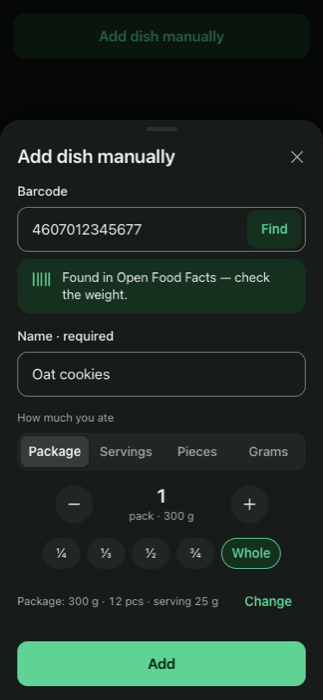 Add dish manually
Add dish manually
Barcode
4607012345677
Find
Found in Open Food Facts — check
the weight.
Name · required
Oat cookies
How much you ate
Package Servings Pieces Grams
− 1 +
pack · 300 g
¼ ⅓ ½ ¾ Whole
Package: 300 g · 12 pcs · serving 25 g Change
Add